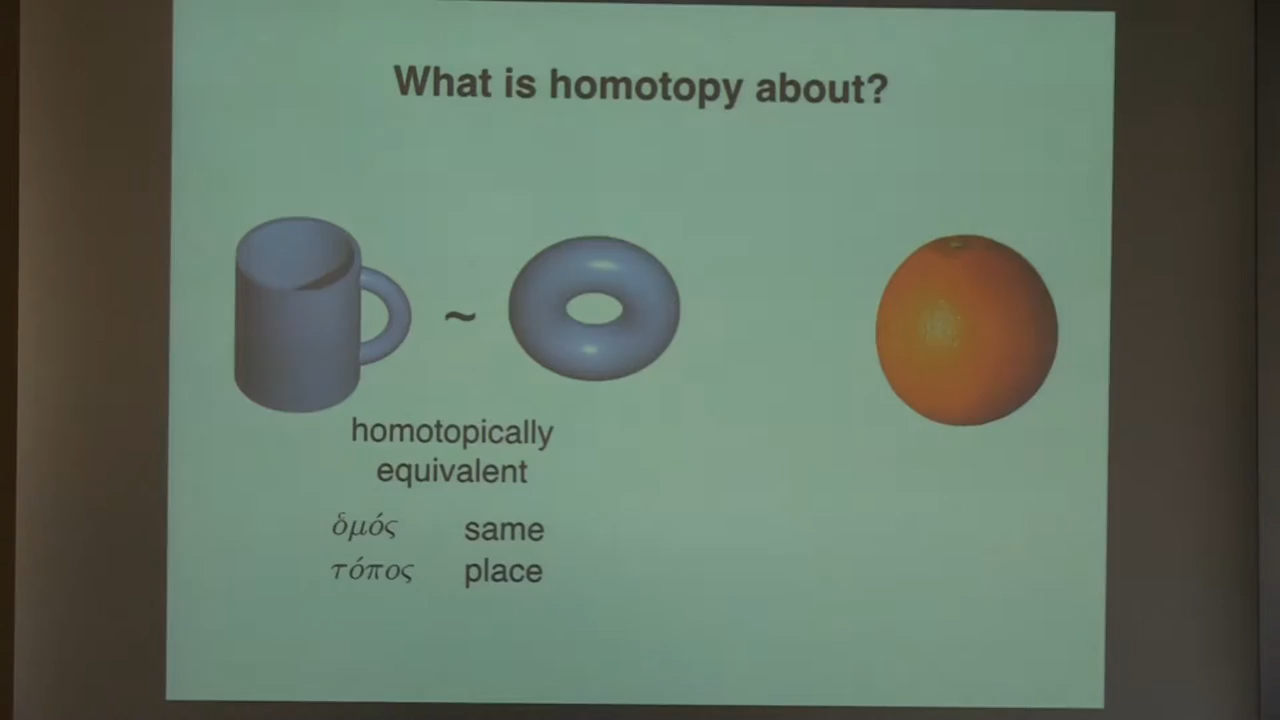 What is homotopy about?
~
homotopically
equivalent
ὁμός same
τόπος place